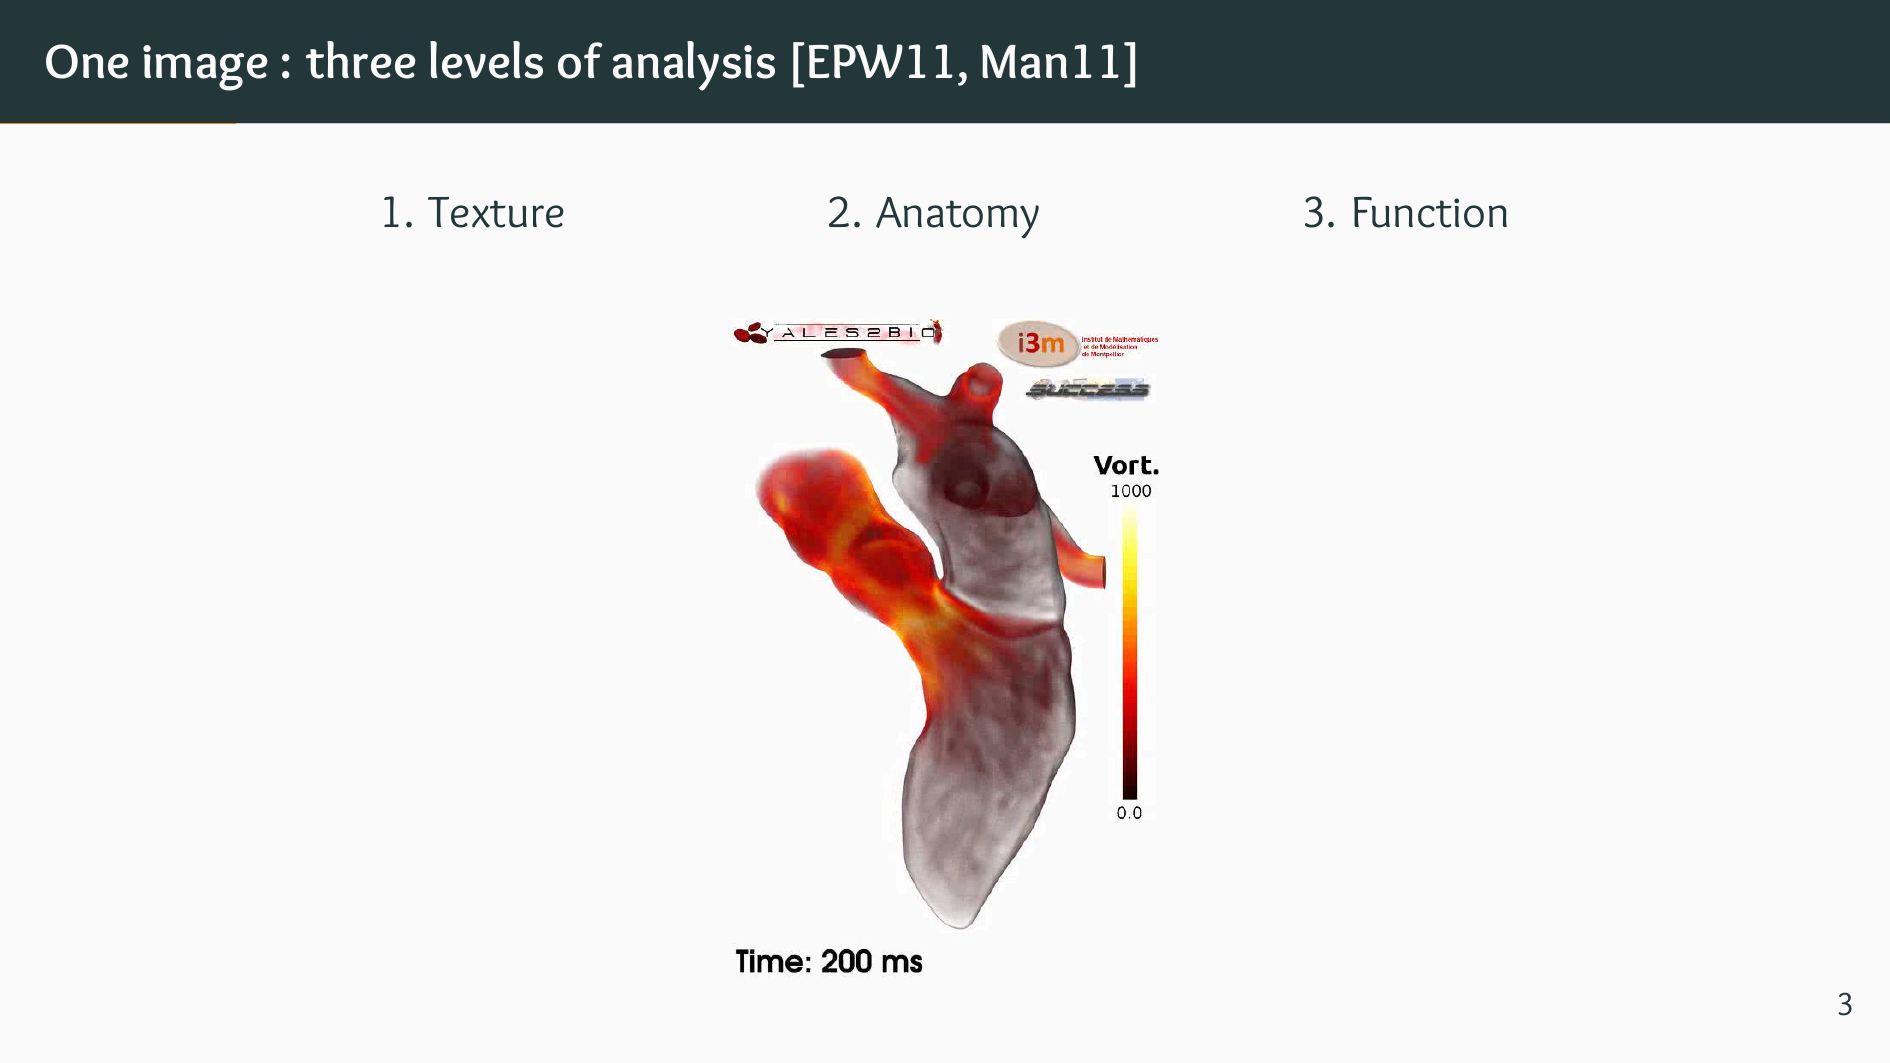 One image : three levels of analysis [EPW11, Man11]
1. Texture
2. Anatomy
3. Function
YALES2BIO
i3m
Institut de Mathématiques
et de Modélisation
de Montpellier
SUCCESS
Vort.
1000
0.0
Time: 200 ms
3